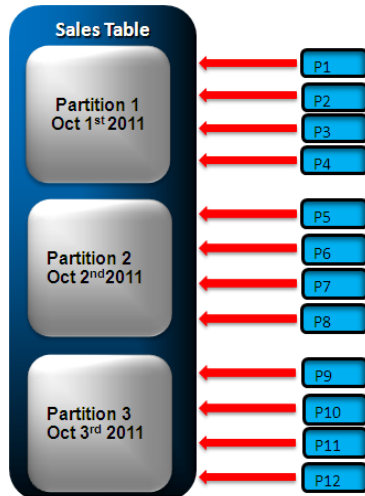 Sales Table
Partition 1
Oct 1st 2011
P1
P2
P3
P4
Partition 2
Oct 2nd 2011
P5
P6
P7
P8
Partition 3
Oct 3rd 2011
P9
P10
P11
P12